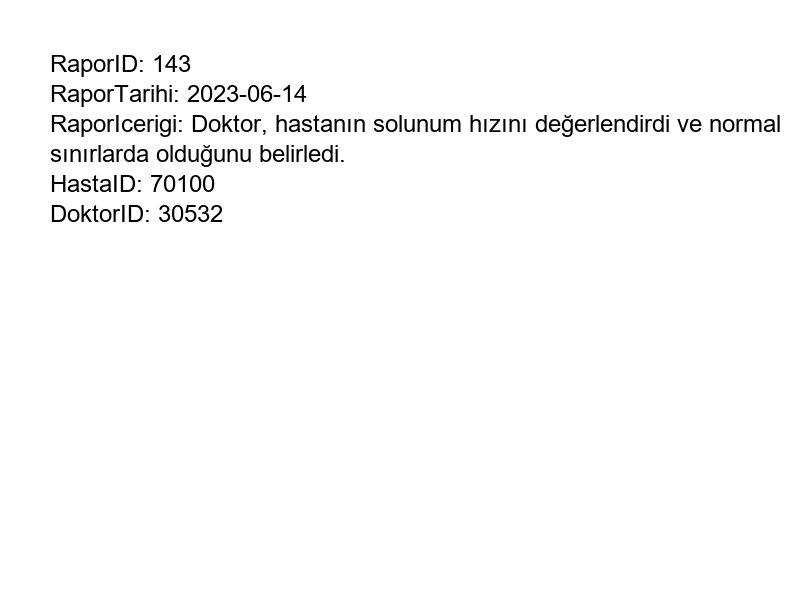 RaporID: 143
RaporTarihi: 2023-06-14
RaporIcerigi: Doktor, hastanın solunum hızını değerlendirdi ve normal
sınırlarda olduğunu belirledi.
HastaID: 70100
DoktorID: 30532